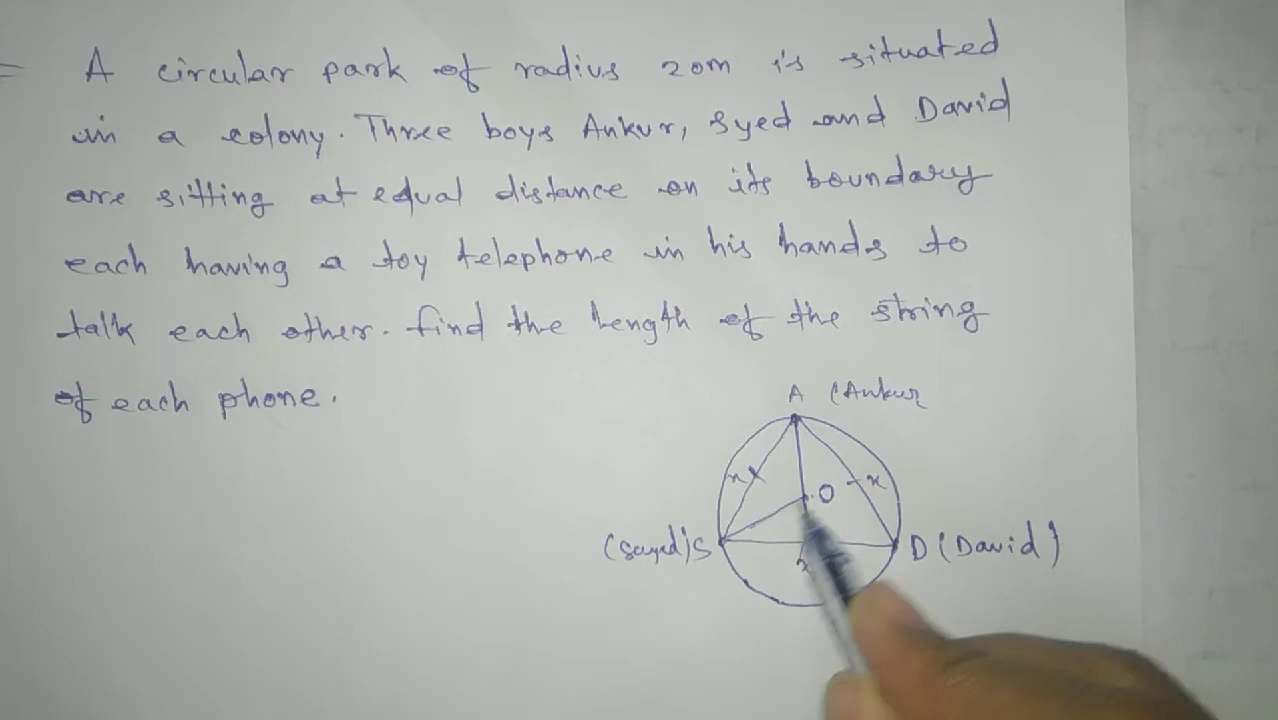 A circular park of radius 20m is situated
in a colony. Three boys Ankur, Syed and David
are sitting at equal distance on its boundary
each having a toy telephone in his hands to
talk each other. find the length of the string
of each phone.
A (Ankur
x x
O
(Sayed) S D (David)
x